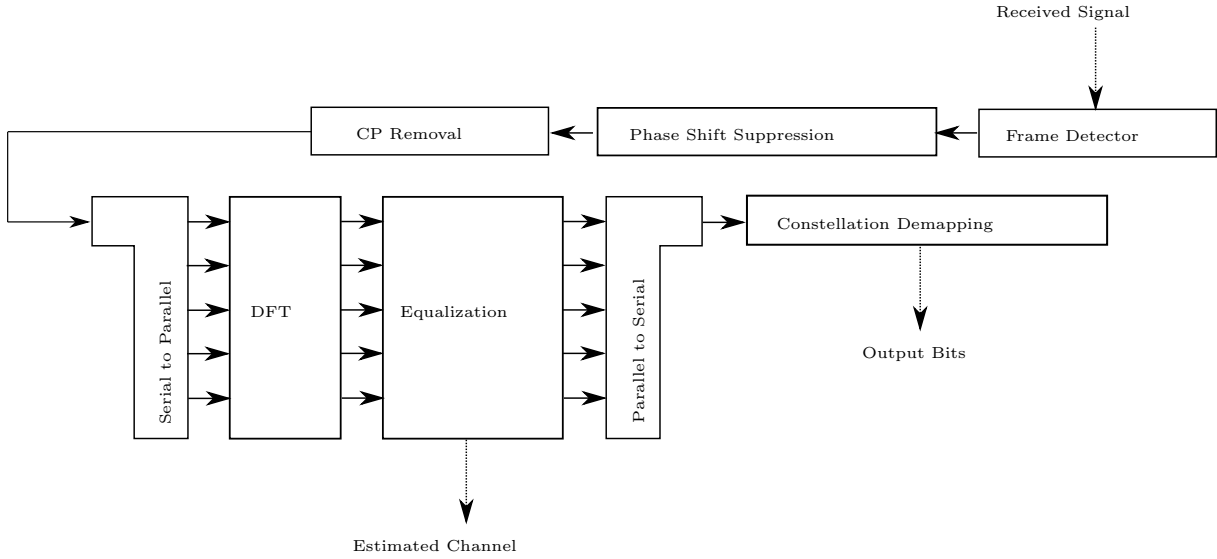 Received Signal
Frame Detector
Phase Shift Suppression
CP Removal
Serial to Parallel
DFT
Equalization
Parallel to Serial
Constellation Demapping
Output Bits
Estimated Channel